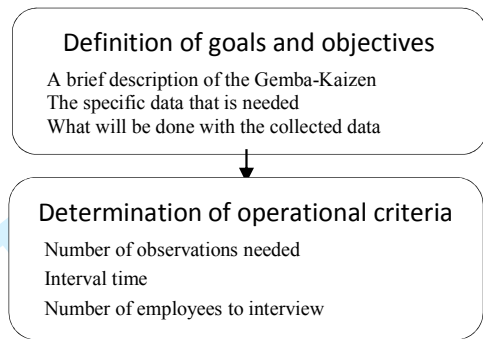 Definition of goals and objectives
A brief description of the Gemba-Kaizen
The specific data that is needed
What will be done with the collected data
Determination of operational criteria
Number of observations needed
Interval time
Number of employees to interview